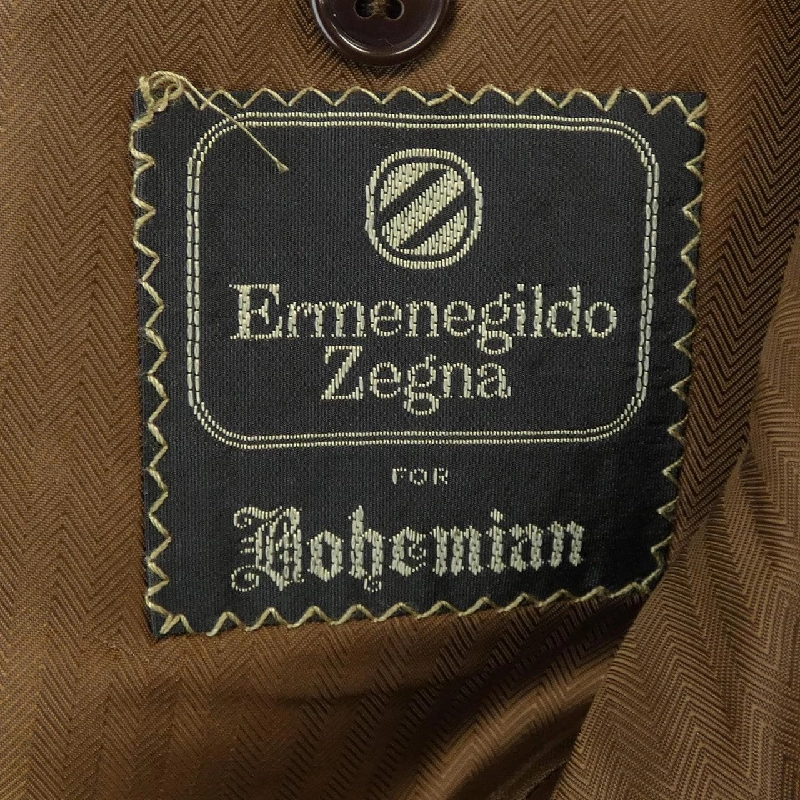 Ermenegildo
Zegna
FOR
Bohemian